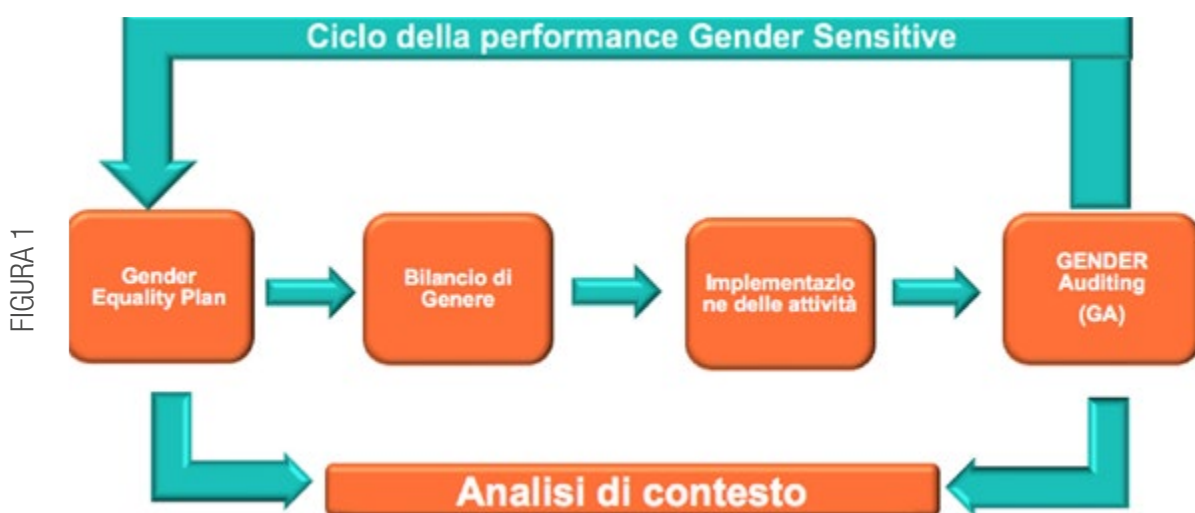 Ciclo della performance Gender Sensitive
FIGURA 1
Gender
Equality Plan
Bilancio di
Genere
Implementazio
ne delle attività
GENDER
Auditing
(GA)
Analisi di contesto